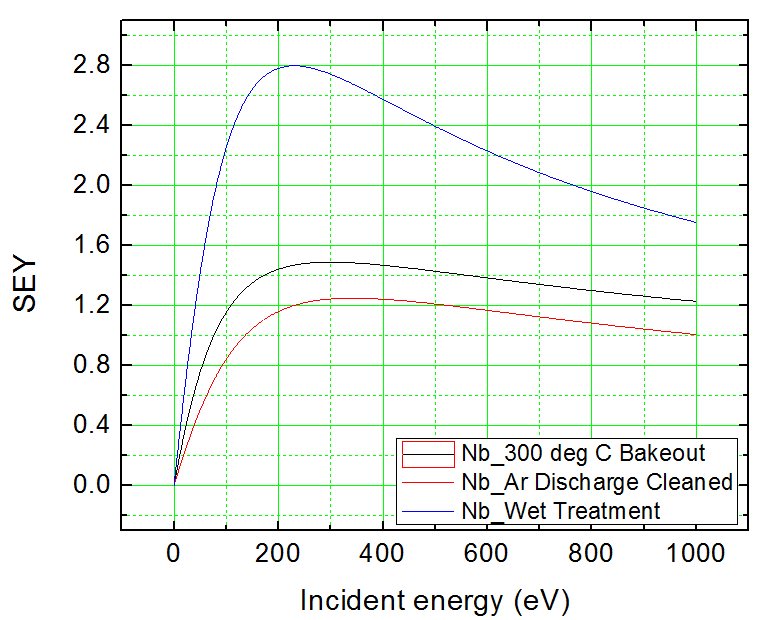 2.8
2.4
2.0
1.6
1.2
0.8
0.4
0.0
SEY
Nb_300 deg C Bakeout
Nb_Ar Discharge Cleaned
Nb_Wet Treatment
0 200 400 600 800 1000
Incident energy (eV)